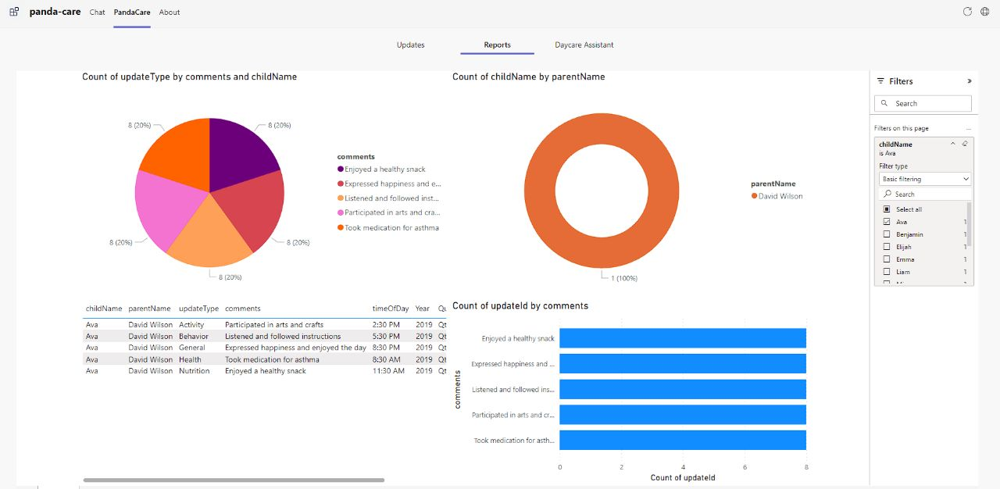 panda-care Chat PandaCare About
Updates Reports Daycare Assistant
Count of updateType by comments and childName
8 (20%)
8 (20%)
8 (20%)
8 (20%)
8 (20%)
comments
Enjoyed a healthy snack
Expressed happiness and e...
Listened and followed inst...
Participated in arts and cra...
Took medication for asthma
Count of childName by parentName
1 (100%)
parentName
David Wilson
childName parentName updateType comments timeOfDay Year Qu
Ava David Wilson Activity Participated in arts and crafts 2:30 PM 2019 Qt
Ava David Wilson Behavior Listened and followed instructions 5:30 PM 2019 Qt
Ava David Wilson General Expressed happiness and enjoyed the day 8:30 PM 2019 Qt
Ava David Wilson Health Took medication for asthma 8:30 AM 2019 Qt
Ava David Wilson Nutrition Enjoyed a healthy snack 11:30 AM 2019 Qt
Count of updateId by comments
comments
Enjoyed a healthy snack
Expressed happiness and ...
Listened and followed ins...
Participated in arts and cr...
Took medication for asth...
0 2 4 6 8
Count of updateId
Filters
Search
Filters on this page ...
childName
is Ava
Filter type
Basic filtering
Search
Select all
Ava 1
Benjamin 1
Elijah 1
Emma 1
Liam 1